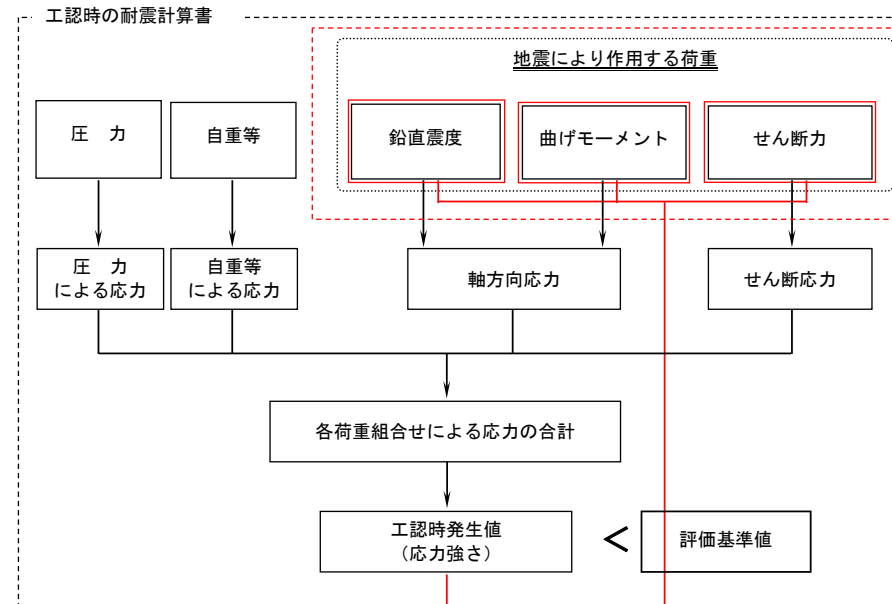 工認時の耐震計算書
地震により作用する荷重
圧　力
自重等
鉛直震度
曲げモーメント
せん断力
圧　力
による応力
自重等
による応力
軸方向応力
せん断応力
各荷重組合せによる応力の合計
工認時発生値
（応力強さ）
＜
評価基準値